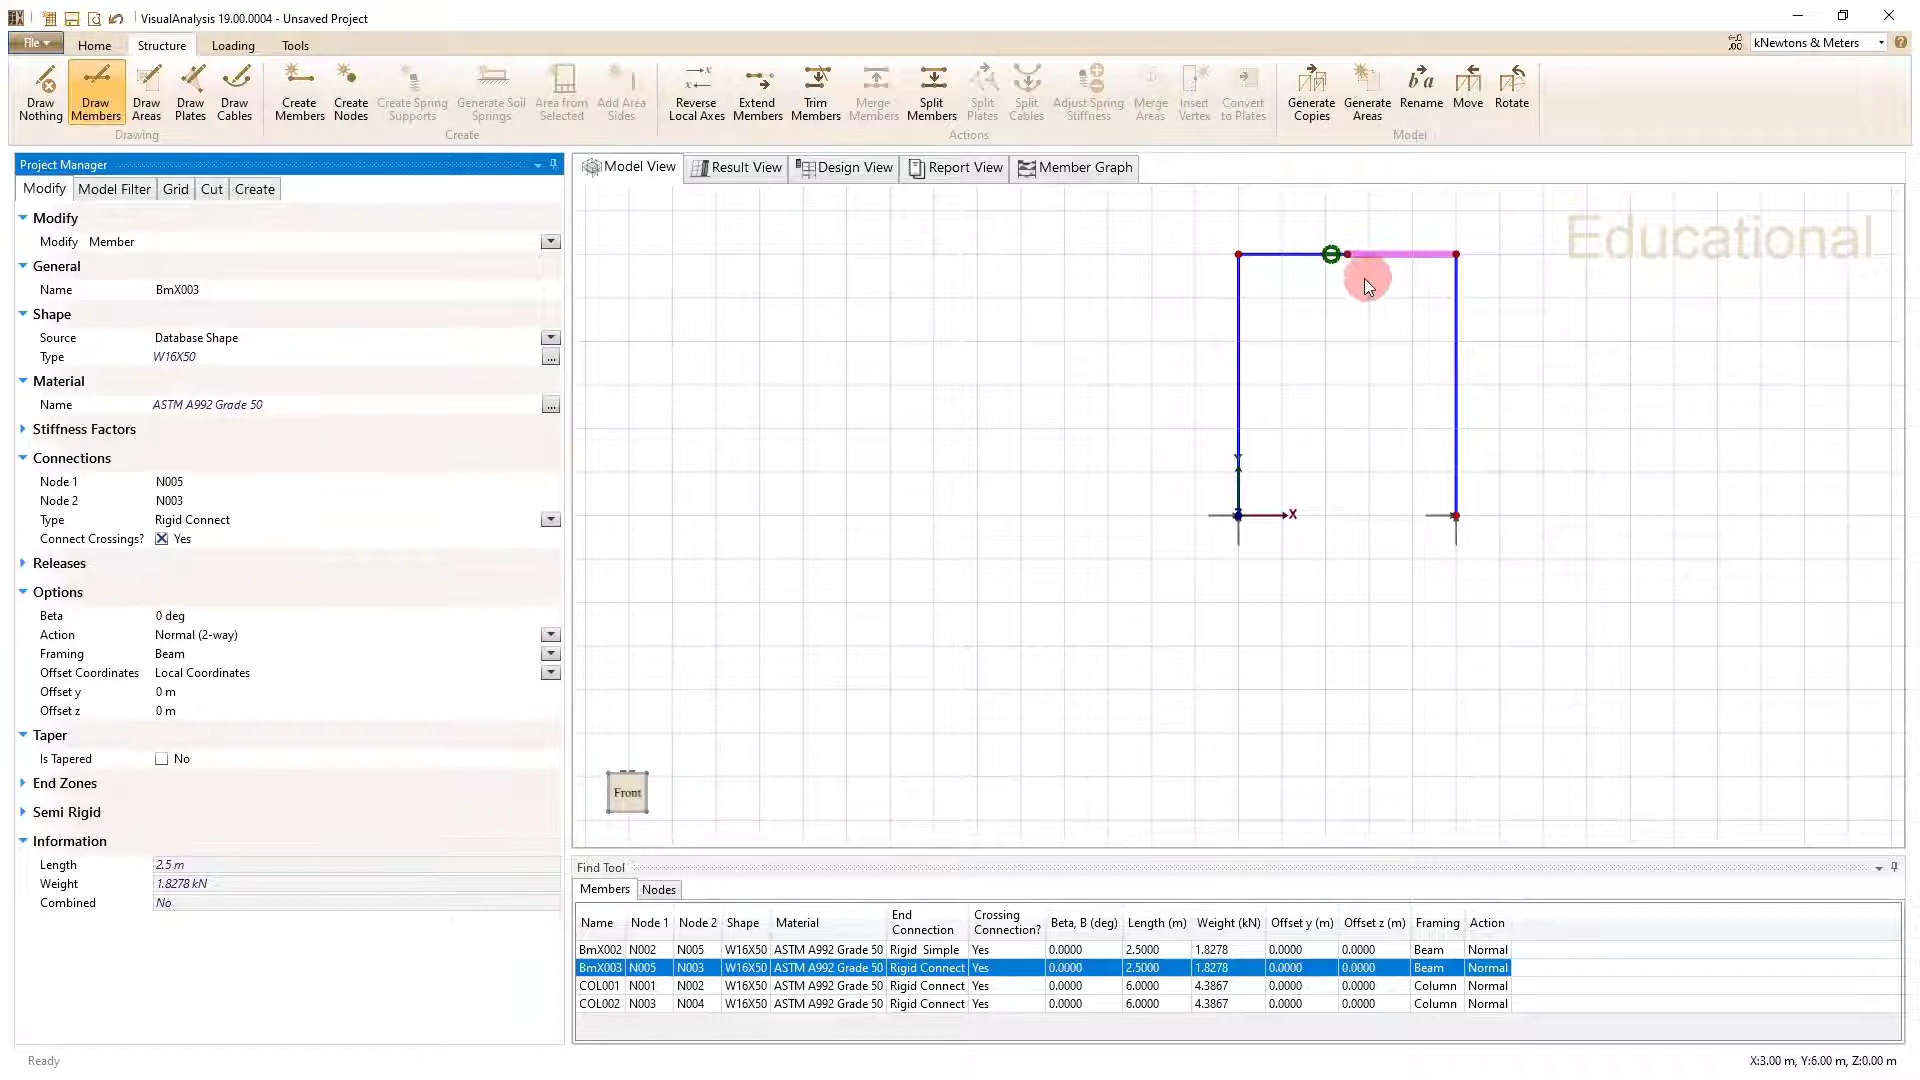 VisualAnalysis 19.00.0004 - Unsaved Project
File Home Structure Loading Tools
kNewtons & Meters
Draw Nothing
Draw Members
Draw Areas
Draw Plates
Draw Cables
Create Members
Create Nodes
Create Spring Supports
Generate Soil Springs
Area from Selected
Add Area Sides
Reverse Local Axes
Extend Members
Trim Members
Merge Members
Split Members
Split Plates
Split Cables
Adjust Spring Stiffness
Merge Areas
Insert Vertex
Convert to Plates
Generate Copies
Generate Areas
Rename
Move
Rotate
Drawing Create Actions Model
Project Manager
Modify Model Filter Grid Cut Create
Modify
Modify Member
General
Name BmX003
Shape
Source Database Shape
Type W16X50
...
Material
Name ASTM A992 Grade 50
...
Stiffness Factors
Connections
Node 1 N005
Node 2 N003
Type Rigid Connect
Connect Crossings? Yes
Releases
Options
Beta 0 deg
Action Normal (2-way)
Framing Beam
Offset Coordinates Local Coordinates
Offset y 0 m
Offset z 0 m
Taper
Is Tapered No
End Zones
Semi Rigid
Information
Length 2.5 m
Weight 1.8278 kN
Combined No
Model View Result View Design View Report View Member Graph
Educational
X
Front
Find Tool
Members Nodes
Name Node 1 Node 2 Shape Material End Connection Crossing Connection? Beta, B (deg) Length (m) Weight (kN) Offset y (m) Offset z (m) Framing Action
BmX002 N002 N005 W16X50 ASTM A992 Grade 50 Rigid Simple Yes 0.0000 2.5000 1.8278 0.0000 0.0000 Beam Normal
BmX003 N005 N003 W16X50 ASTM A992 Grade 50 Rigid Connect Yes 0.0000 2.5000 1.8278 0.0000 0.0000 Beam Normal
COL001 N001 N002 W16X50 ASTM A992 Grade 50 Rigid Connect Yes 0.0000 6.0000 4.3867 0.0000 0.0000 Column Normal
COL002 N003 N004 W16X50 ASTM A992 Grade 50 Rigid Connect Yes 0.0000 6.0000 4.3867 0.0000 0.0000 Column Normal
Ready
X:3.00 m, Y:6.00 m, Z:0.00 m